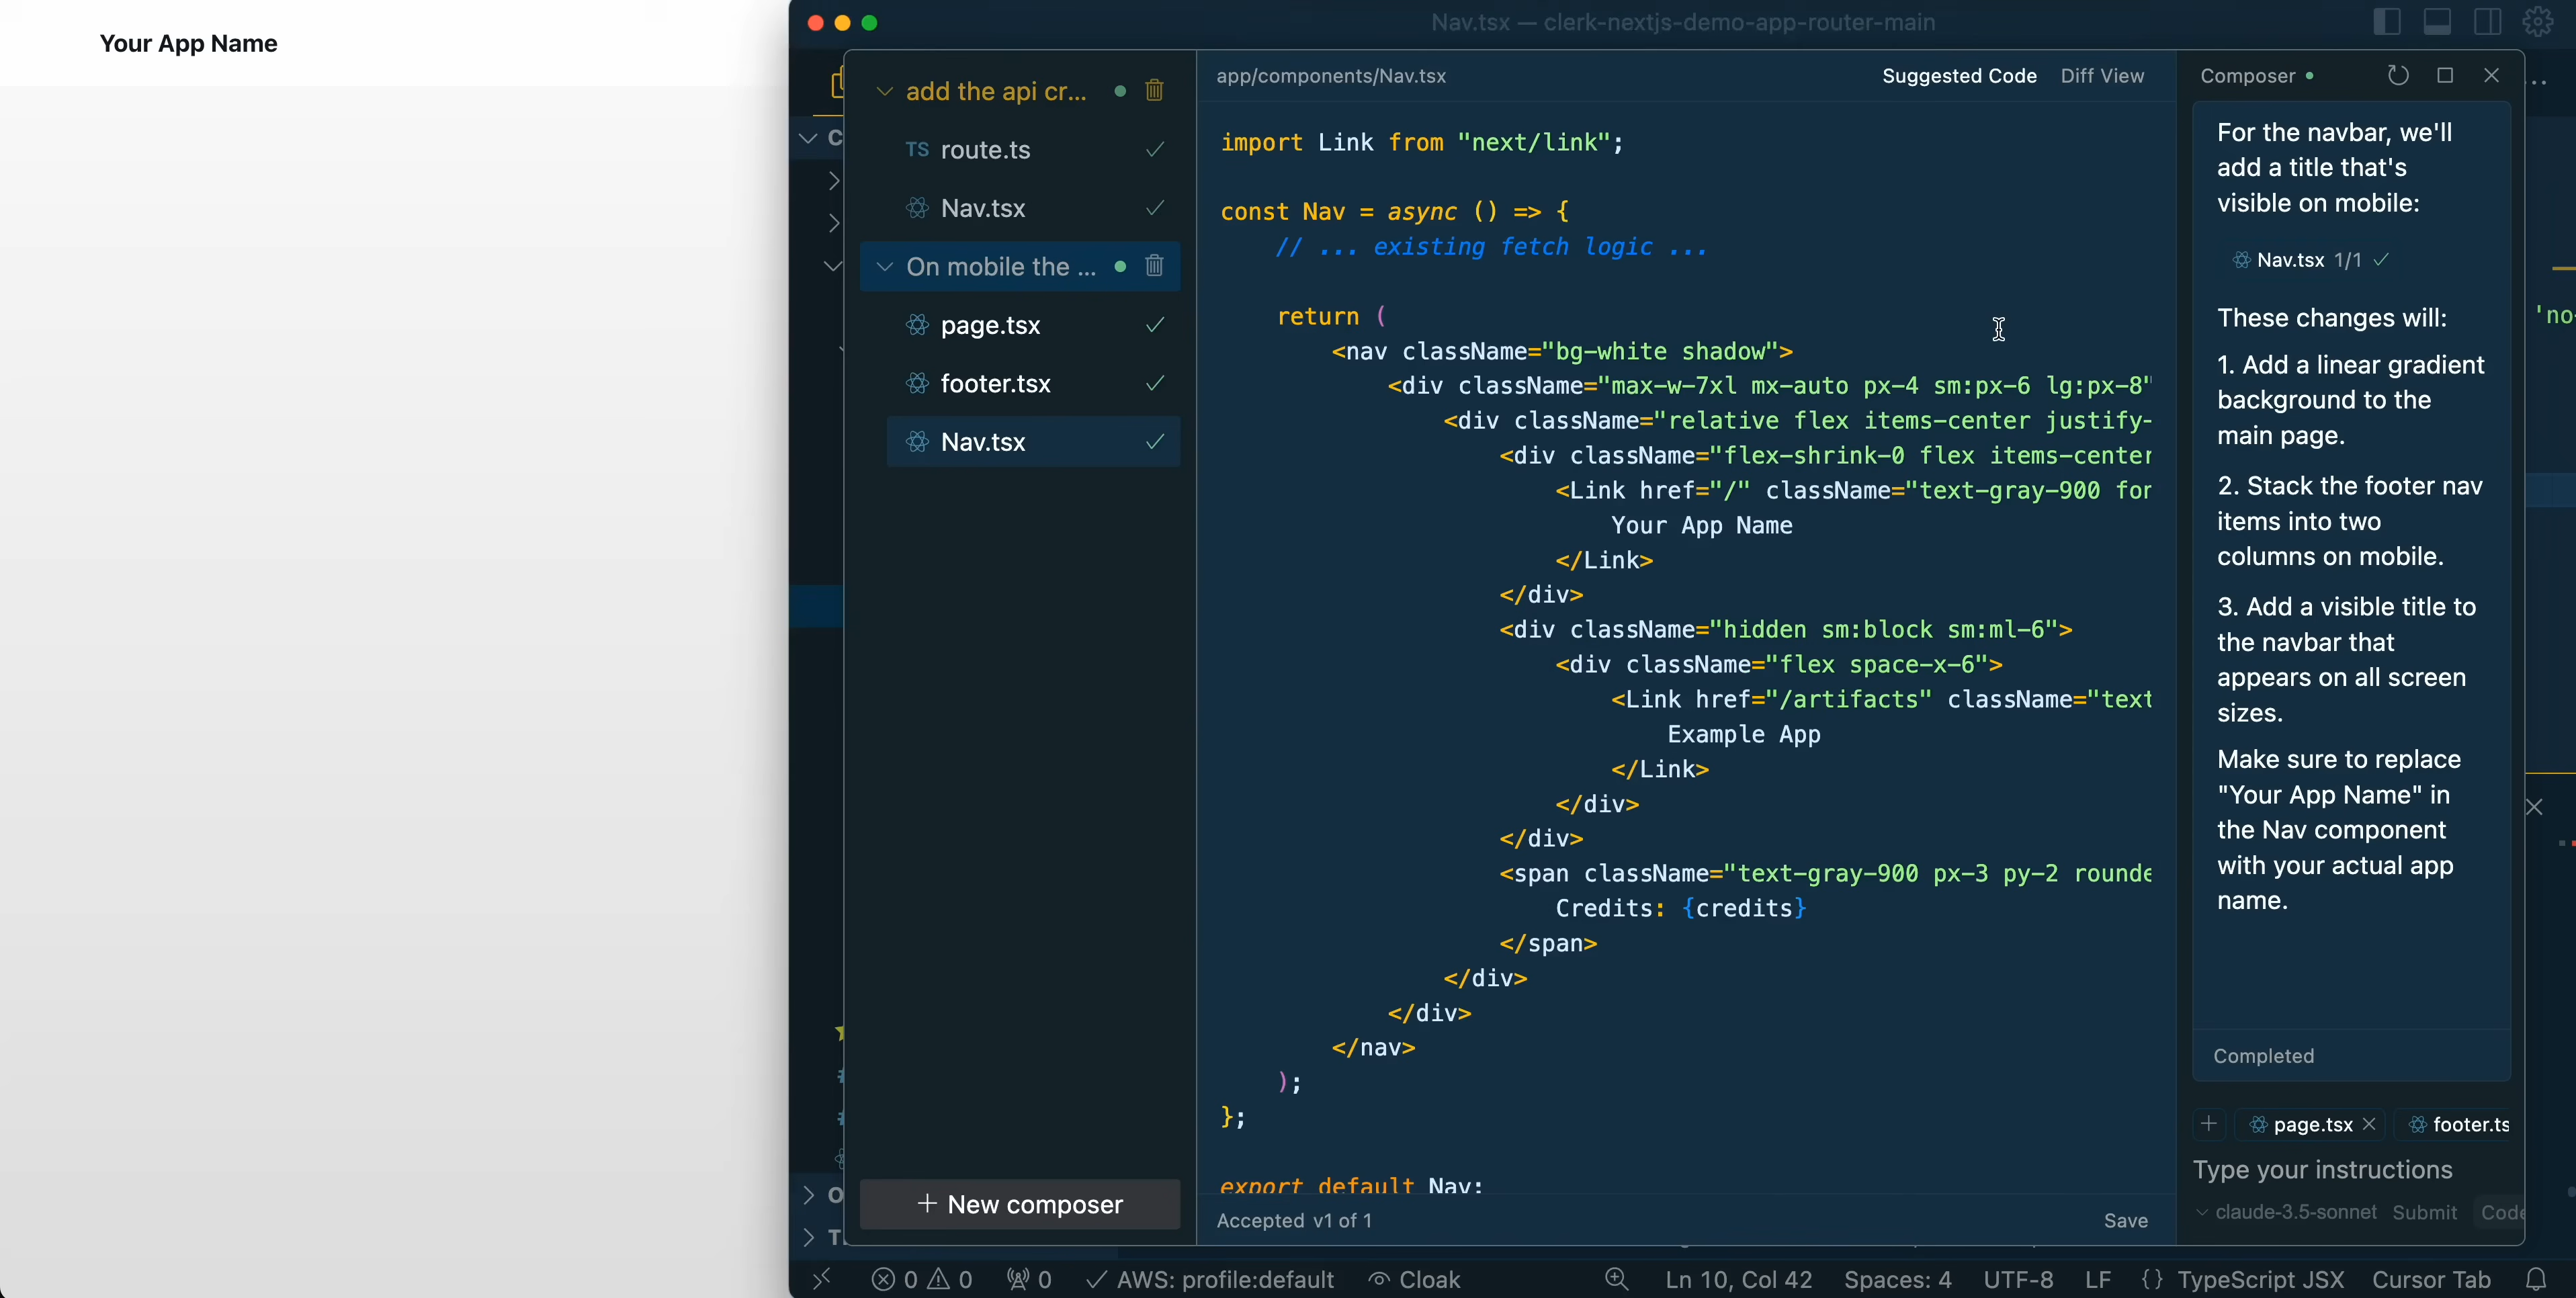 Your App Name
Nav.tsx — clerk-nextjs-demo-app-router-main
add the api cr...
TS route.ts
Nav.tsx
On mobile the ...
page.tsx
footer.tsx
Nav.tsx
+ New composer
app/components/Nav.tsx
Suggested Code Diff View
import Link from "next/link";
const Nav = async () => {
// ... existing fetch logic ...
return (
<nav className="bg-white shadow">
<div className="max-w-7xl mx-auto px-4 sm:px-6 lg:px-8"
<div className="relative flex items-center justify-
<div className="flex-shrink-0 flex items-center
<Link href="/" className="text-gray-900 for
Your App Name
</Link>
</div>
<div className="hidden sm:block sm:ml-6">
<div className="flex space-x-6">
<Link href="/artifacts" className="text
Example App
</Link>
</div>
</div>
<span className="text-gray-900 px-3 py-2 rounde
Credits: {credits}
</span>
</div>
</div>
</nav>
);
};
export default Nav;
Accepted v1 of 1
Save
Composer
For the navbar, we'll
add a title that's
visible on mobile:
Nav.tsx 1/1
These changes will:
1. Add a linear gradient
background to the
main page.
2. Stack the footer nav
items into two
columns on mobile.
3. Add a visible title to
the navbar that
appears on all screen
sizes.
Make sure to replace
"Your App Name" in
the Nav component
with your actual app
name.
Completed
+ page.tsx footer.ts
Type your instructions
claude-3.5-sonnet Submit Code
'no-
0 0 0 AWS: profile:default Cloak
Ln 10, Col 42 Spaces: 4 UTF-8 LF {} TypeScript JSX Cursor Tab